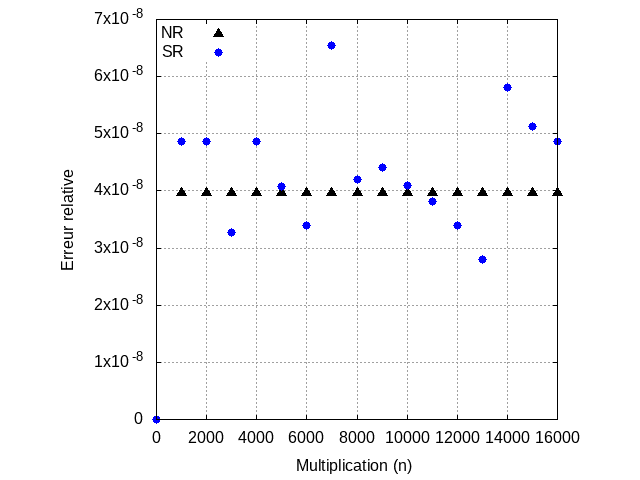 7x10-8
6x10-8
5x10-8
4x10-8
3x10-8
2x10-8
1x10-8
0
NR
SR
Erreur relative
0 2000 4000 6000 8000 10000 12000 14000 16000
Multiplication (n)